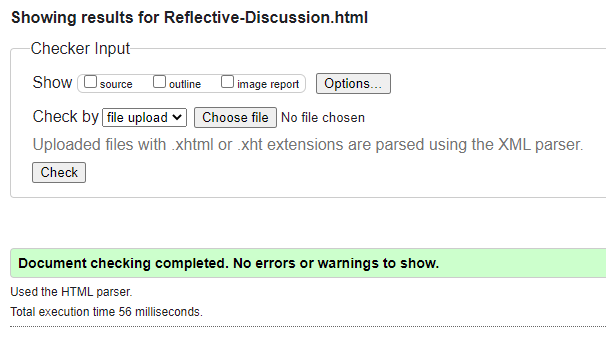 Showing results for Reflective-Discussion.html
Checker Input
Show source outline image report Options...
Check by file upload Choose file No file chosen
Uploaded files with .xhtml or .xht extensions are parsed using the XML parser.
Check
Document checking completed. No errors or warnings to show.
Used the HTML parser.
Total execution time 56 milliseconds.